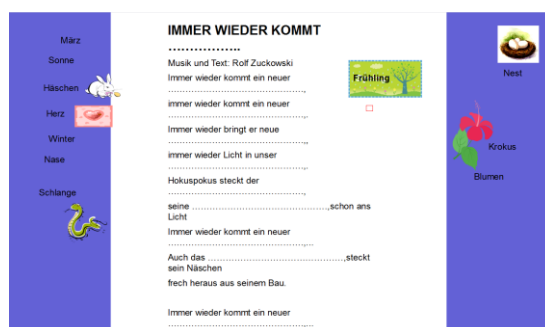 März
Sonne
Häschen
Herz
Winter
Nase
Schlange
IMMER WIEDER KOMMT
……………..
Musik und Text: Rolf Zuckowski
Immer wieder kommt ein neuer
…………………………………………,
immer wieder kommt ein neuer
…………………………………………,.
Immer wieder bringt er neue
…………………………………………,,
immer wieder Licht in unser
…………………………………………,.
Hokuspokus steckt der
…………………………………………,
seine ………………………………………,schon ans
Licht
Immer wieder kommt ein neuer
…………………………………………,...
Auch das ………………………………………,steckt
sein Näschen
frech heraus aus seinem Bau.
Immer wieder kommt ein neuer
…………………………………………,...
Frühling
Nest
Krokus
Blumen